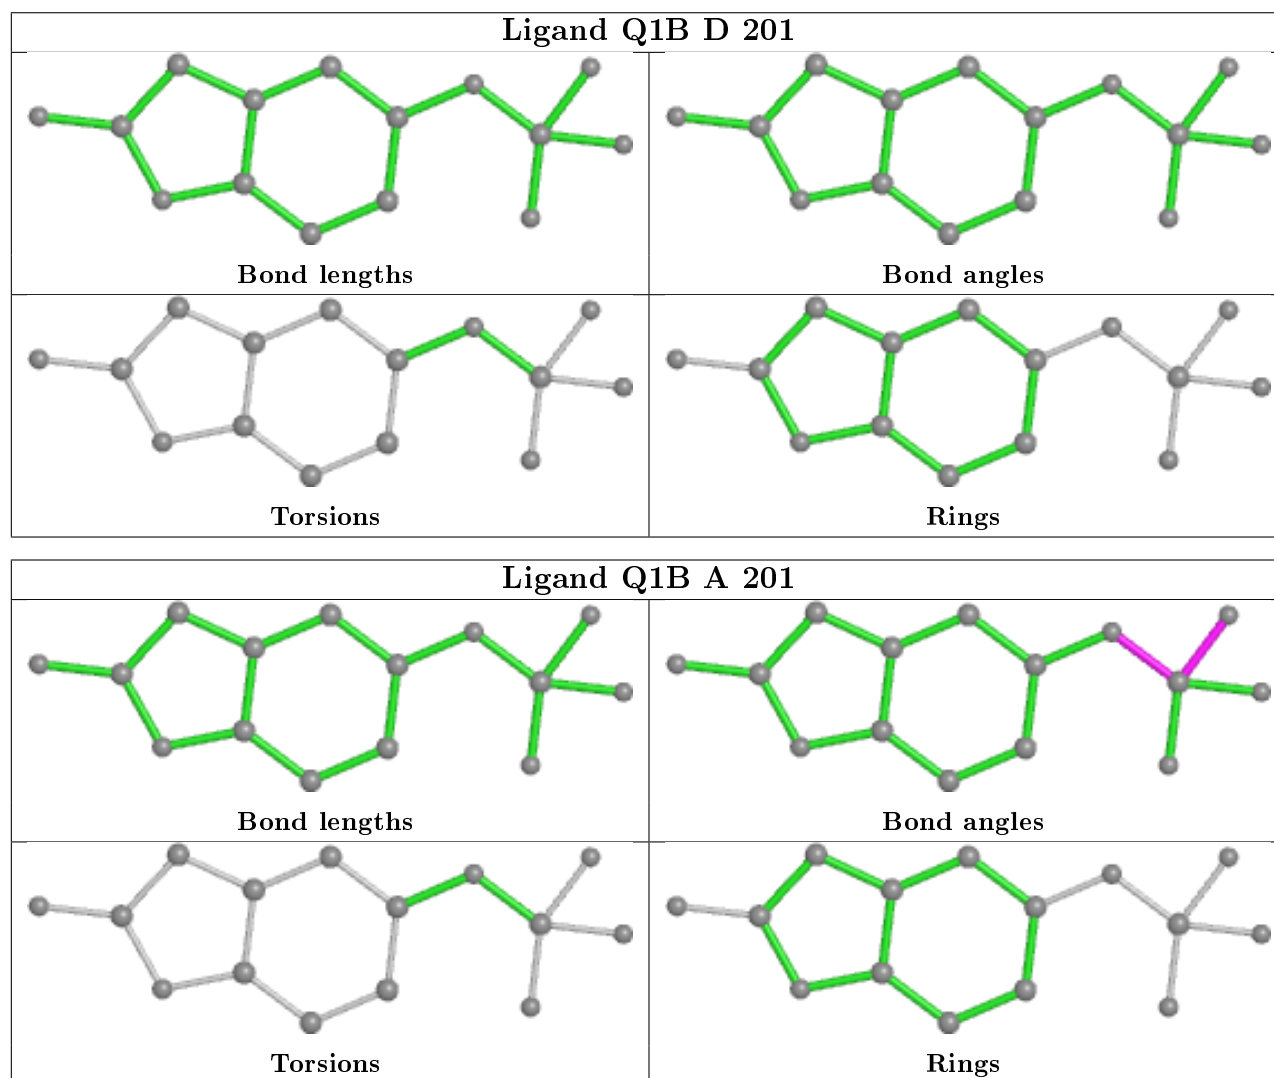 Ligand Q1B D 201
Bond lengths
Bond angles
Torsions
Rings
Ligand Q1B A 201
Bond lengths
Bond angles
Torsions
Rings